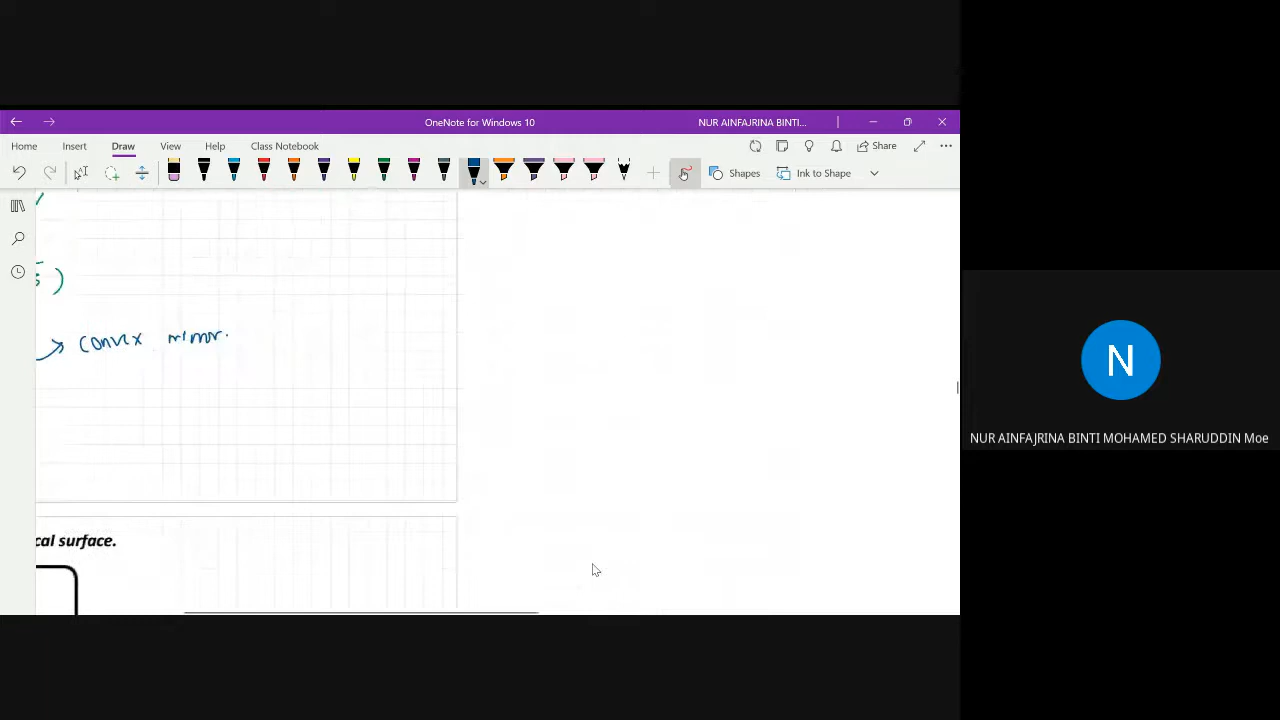 OneNote for Windows 10
NUR AINFAJRINA BINTI...
Home Insert Draw View Help Class Notebook
Share
Shapes
Ink to Shape
)
→ convex mirror.
cal surface.
N
NUR AINFAJRINA BINTI MOHAMED SHARUDDIN Moe